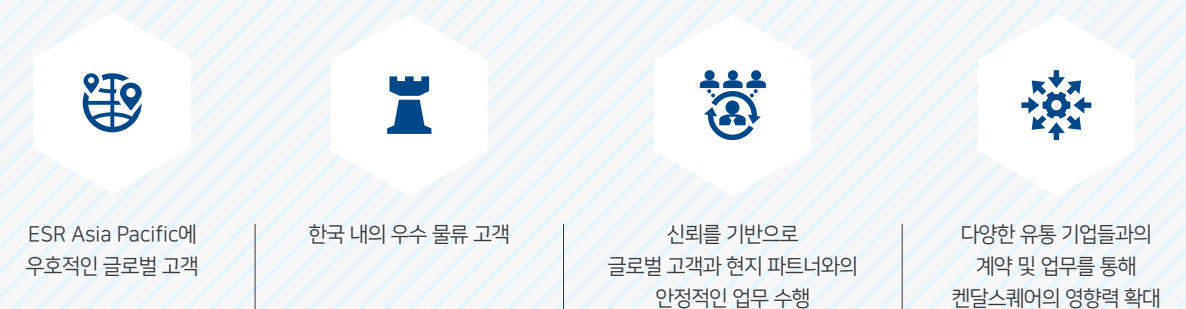 ESR Asia Pacific에
우호적인 글로벌 고객
한국 내의 우수 물류 고객
신뢰를 기반으로
글로벌 고객과 현지 파트너와의
안정적인 업무 수행
다양한 유통 기업들과의
계약 및 업무를 통해
켄달스퀘어의 영향력 확대